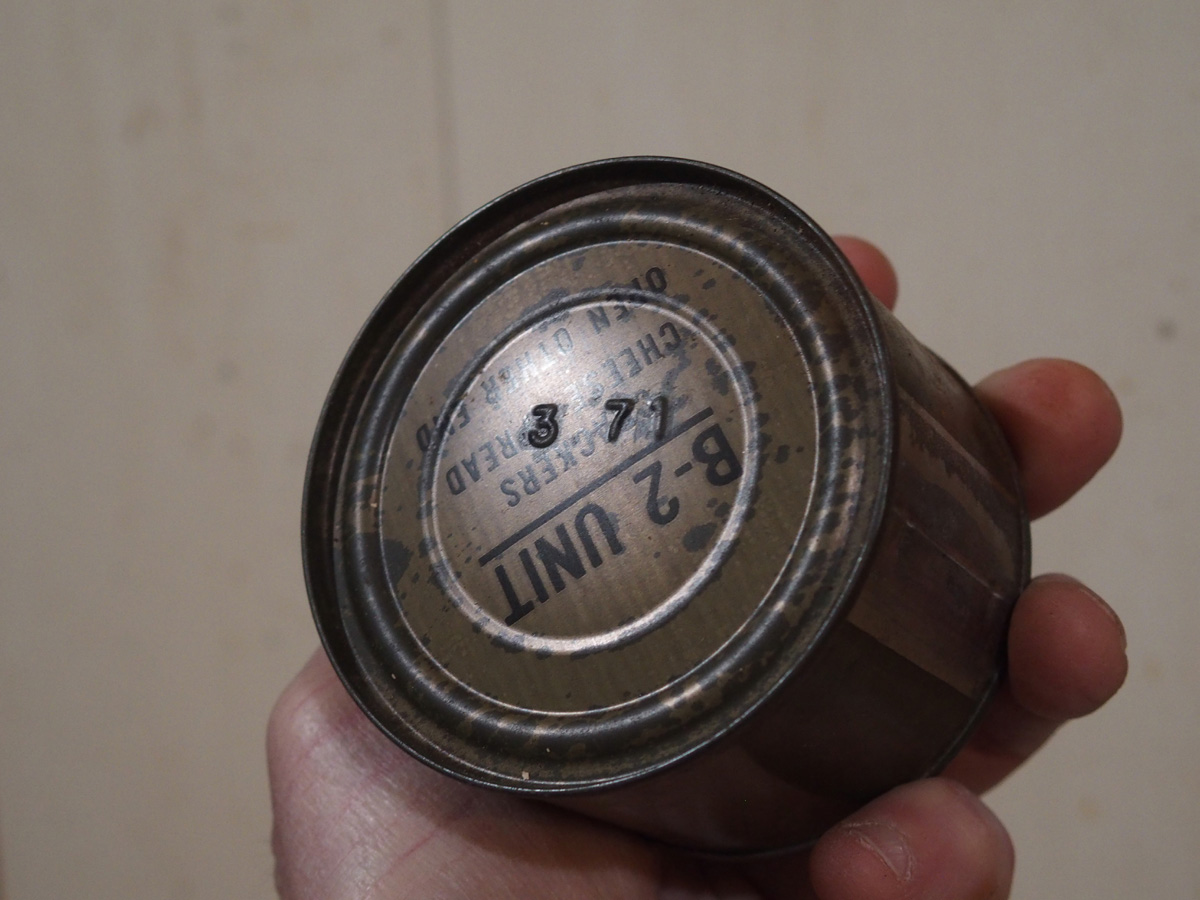 B-2 UNIT
CRACKERS
CHEESE SPREAD
OPEN OTHER END
3 71